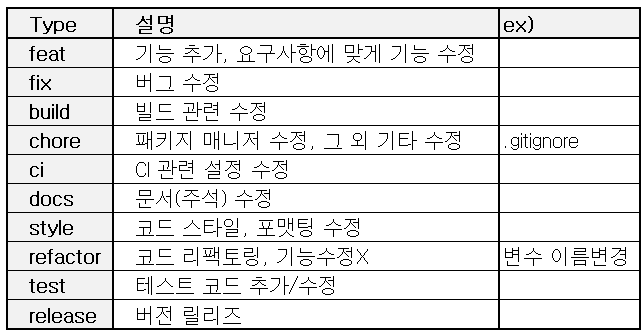 Type 설명 ex)
feat 기능 추가, 요구사항에 맞게 기능 수정
fix 버그 수정
build 빌드 관련 수정
chore 패키지 매니저 수정, 그 외 기타 수정 .gitignore
ci CI 관련 설정 수정
docs 문서(주석) 수정
style 코드 스타일, 포맷팅 수정
refactor 코드 리팩토링, 기능수정X 변수 이름변경
test 테스트 코드 추가/수정
release 버전 릴리즈